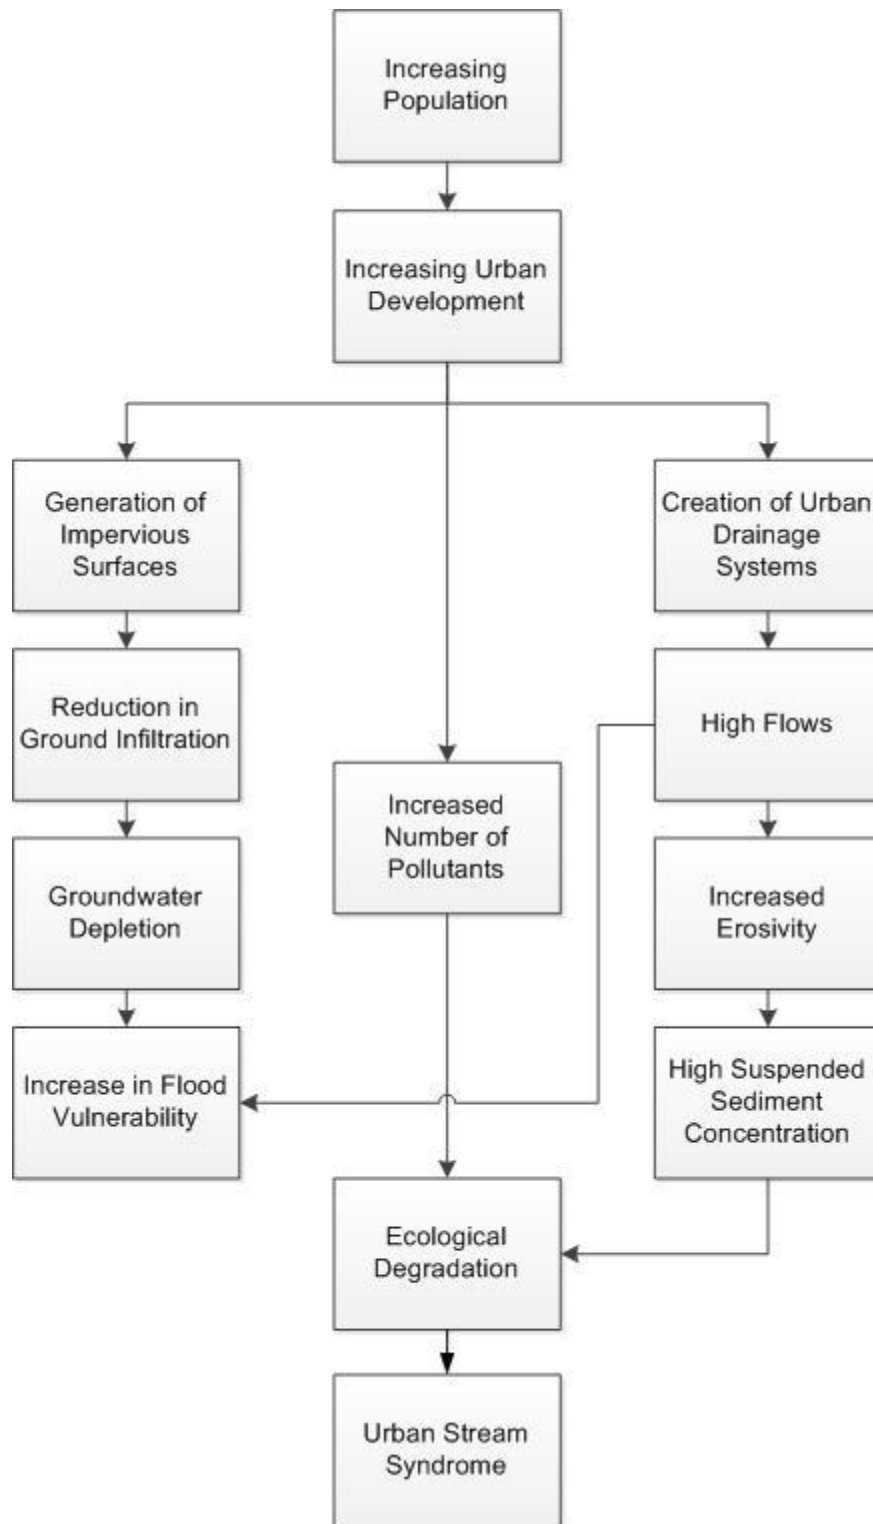 Increasing
Population
Increasing Urban
Development
Generation of
Impervious
Surfaces
Creation of Urban
Drainage
Systems
Reduction in
Ground Infiltration
High Flows
Increased
Number of
Pollutants
Groundwater
Depletion
Increased
Erosivity
Increase in Flood
Vulnerability
High Suspended
Sediment
Concentration
Ecological
Degradation
Urban Stream
Syndrome